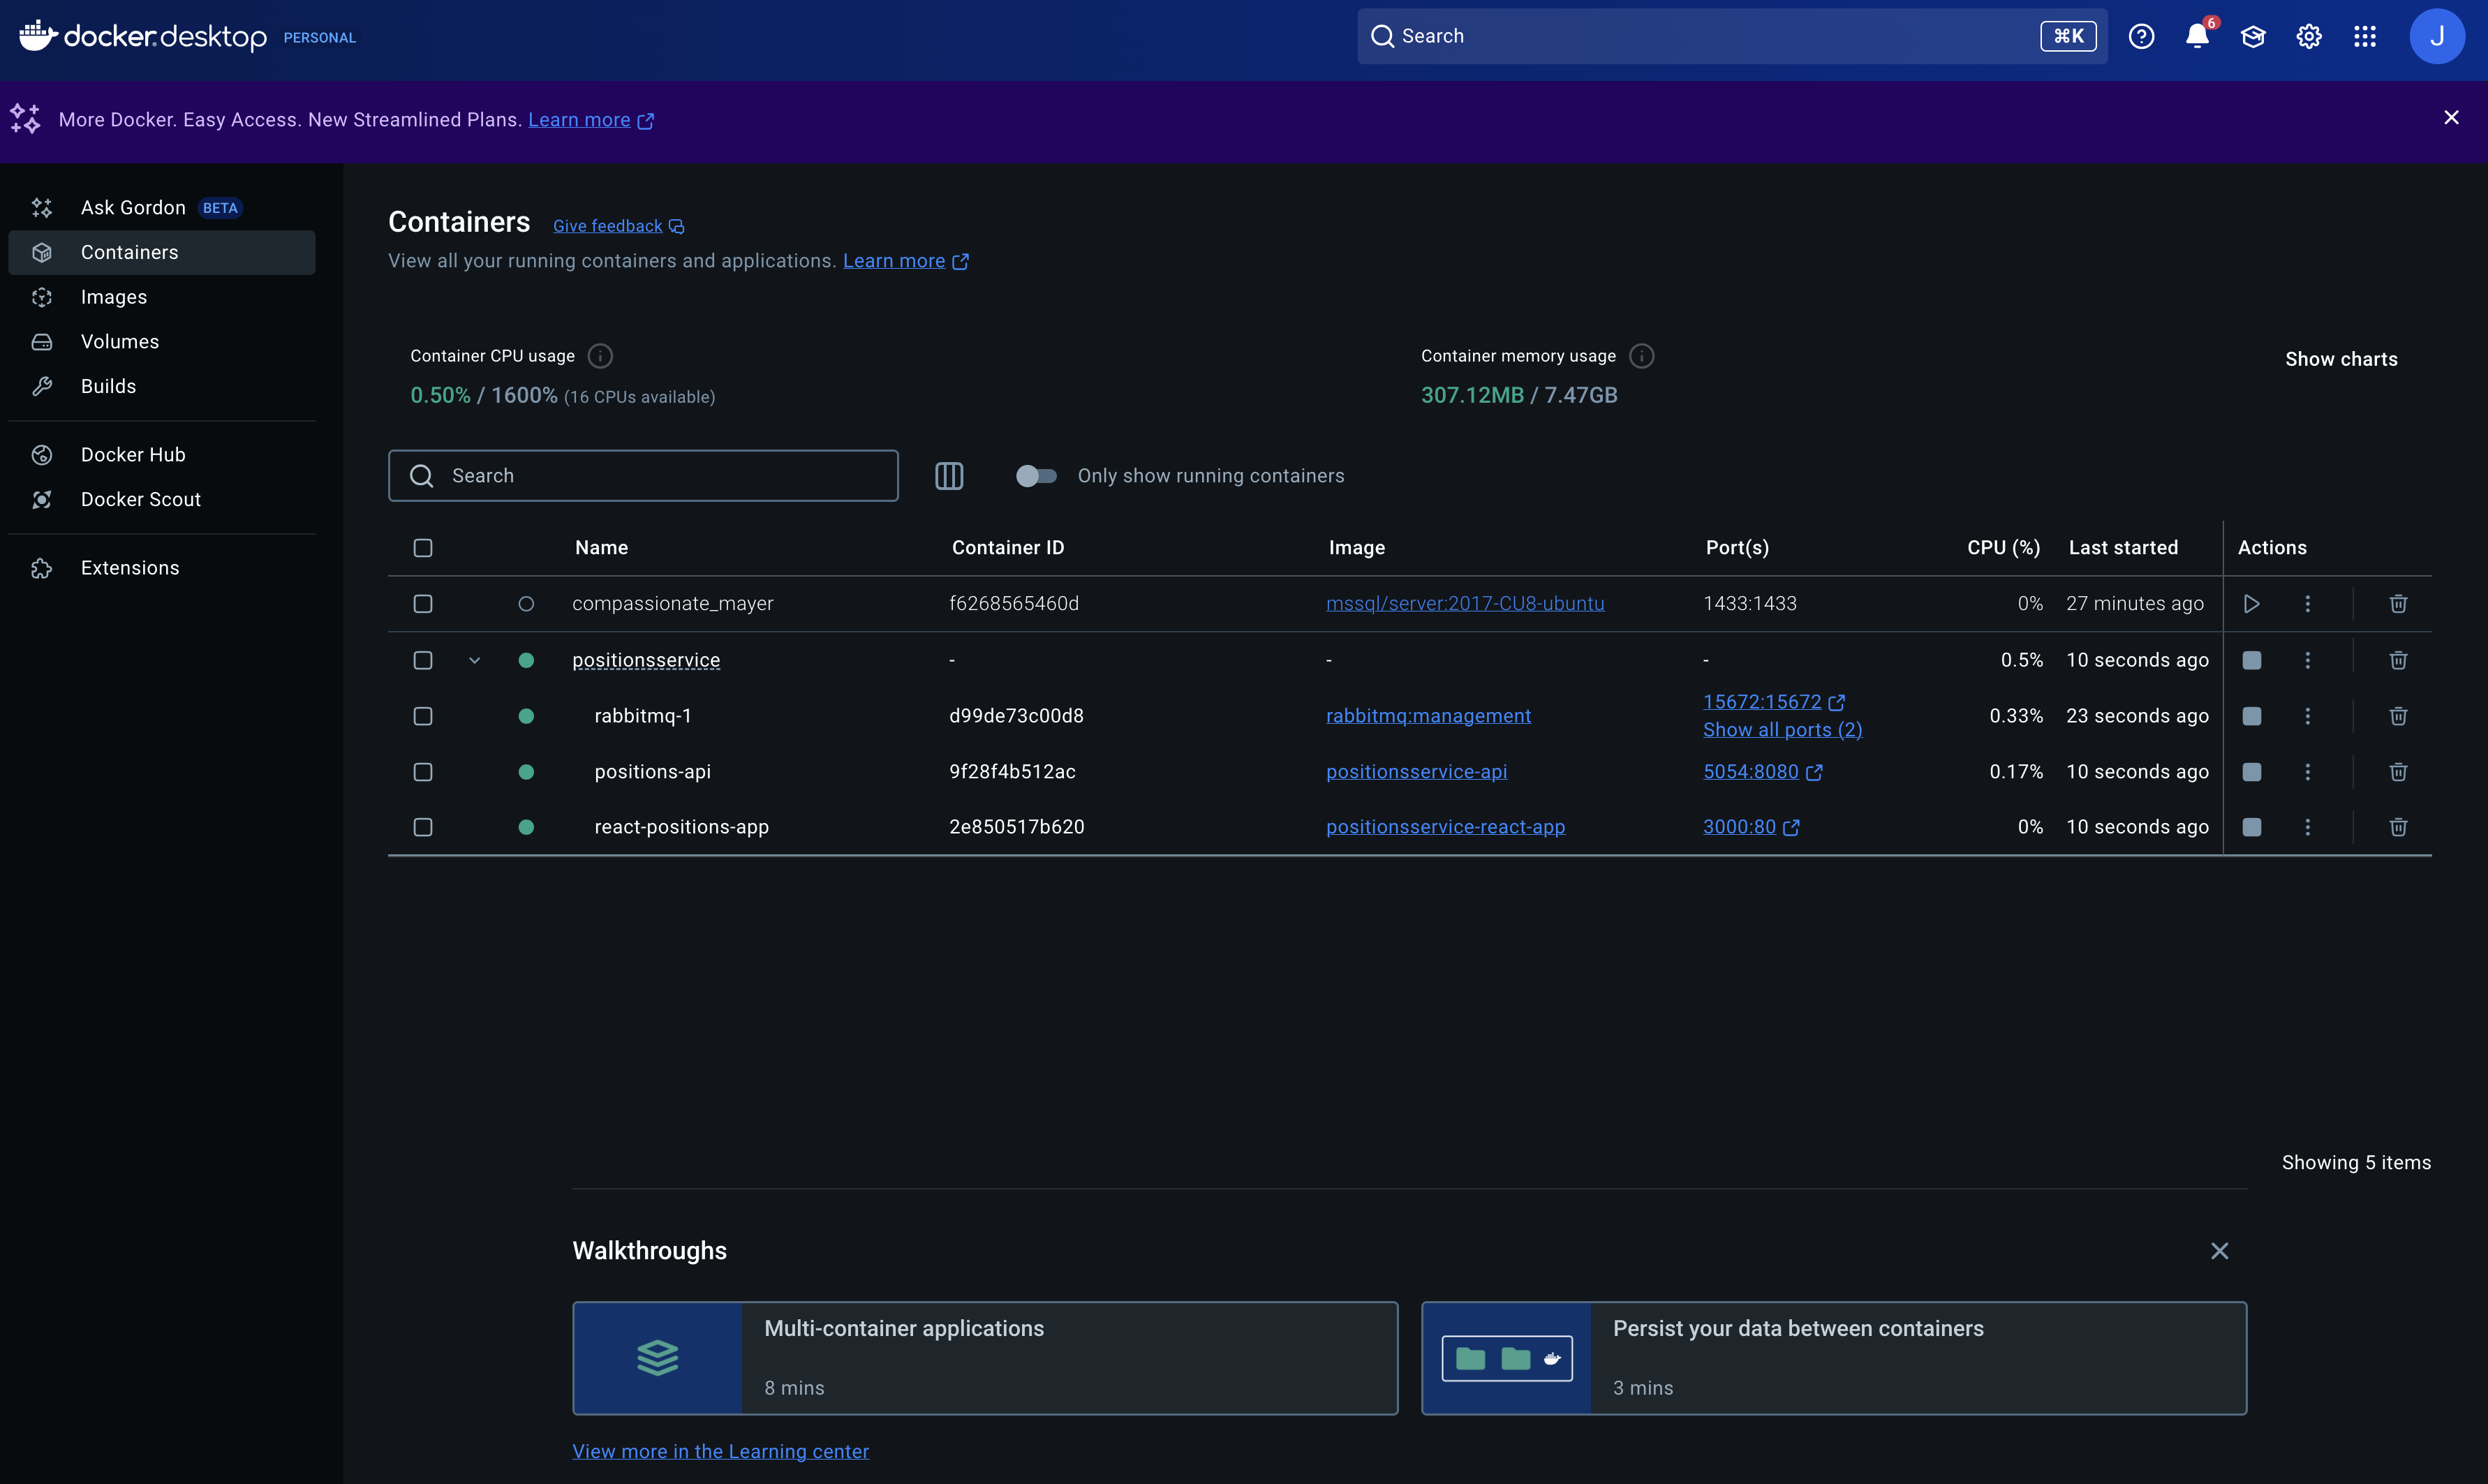 docker.desktop PERSONAL
Search ⌘K 6 J
More Docker. Easy Access. New Streamlined Plans. Learn more
Ask Gordon BETA
Containers
Images
Volumes
Builds
Docker Hub
Docker Scout
Extensions
Containers Give feedback
View all your running containers and applications. Learn more
Container CPU usage
0.50% / 1600% (16 CPUs available)
Container memory usage
307.12MB / 7.47GB
Show charts
Search
Only show running containers
Name Container ID Image Port(s) CPU (%) Last started Actions
compassionate_mayer f6268565460d mssql/server:2017-CU8-ubuntu 1433:1433 0% 27 minutes ago
positionsservice - - - 0.5% 10 seconds ago
rabbitmq-1 d99de73c00d8 rabbitmq:management 15672:15672 0.33% 23 seconds ago
Show all ports (2)
positions-api 9f28f4b512ac positionsservice-api 5054:8080 0.17% 10 seconds ago
react-positions-app 2e850517b620 positionsservice-react-app 3000:80 0% 10 seconds ago
Showing 5 items
Walkthroughs
Multi-container applications
8 mins
Persist your data between containers
3 mins
View more in the Learning center